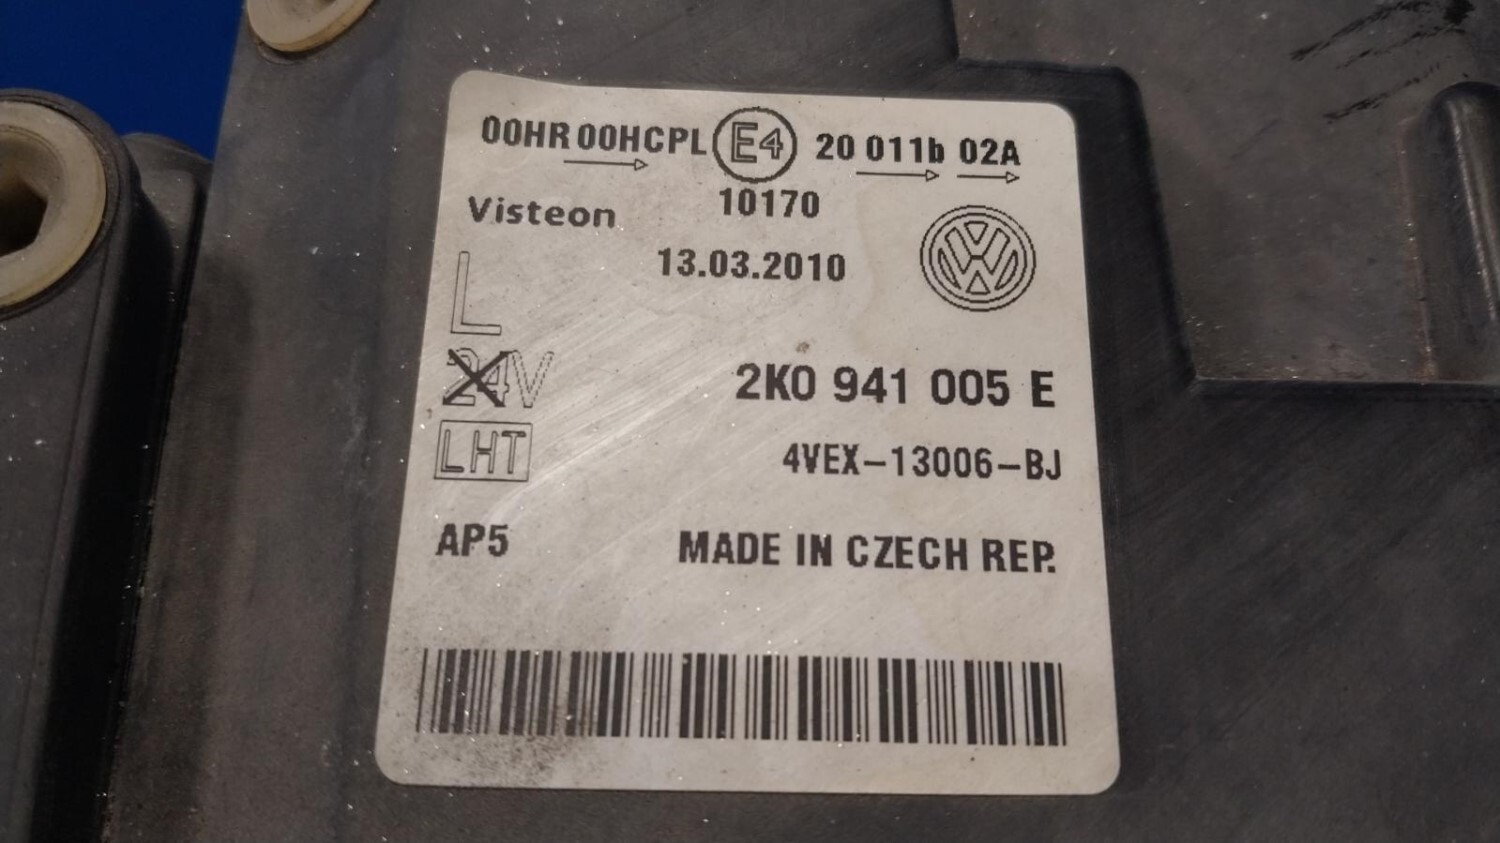 00HR 00HCPL E4 20 011b 02A
10170
Visteon
13.03.2010
L
24V
2K0 941 005 E
LHT
4VEX-13006-BJ
AP5
MADE IN CZECH REP.